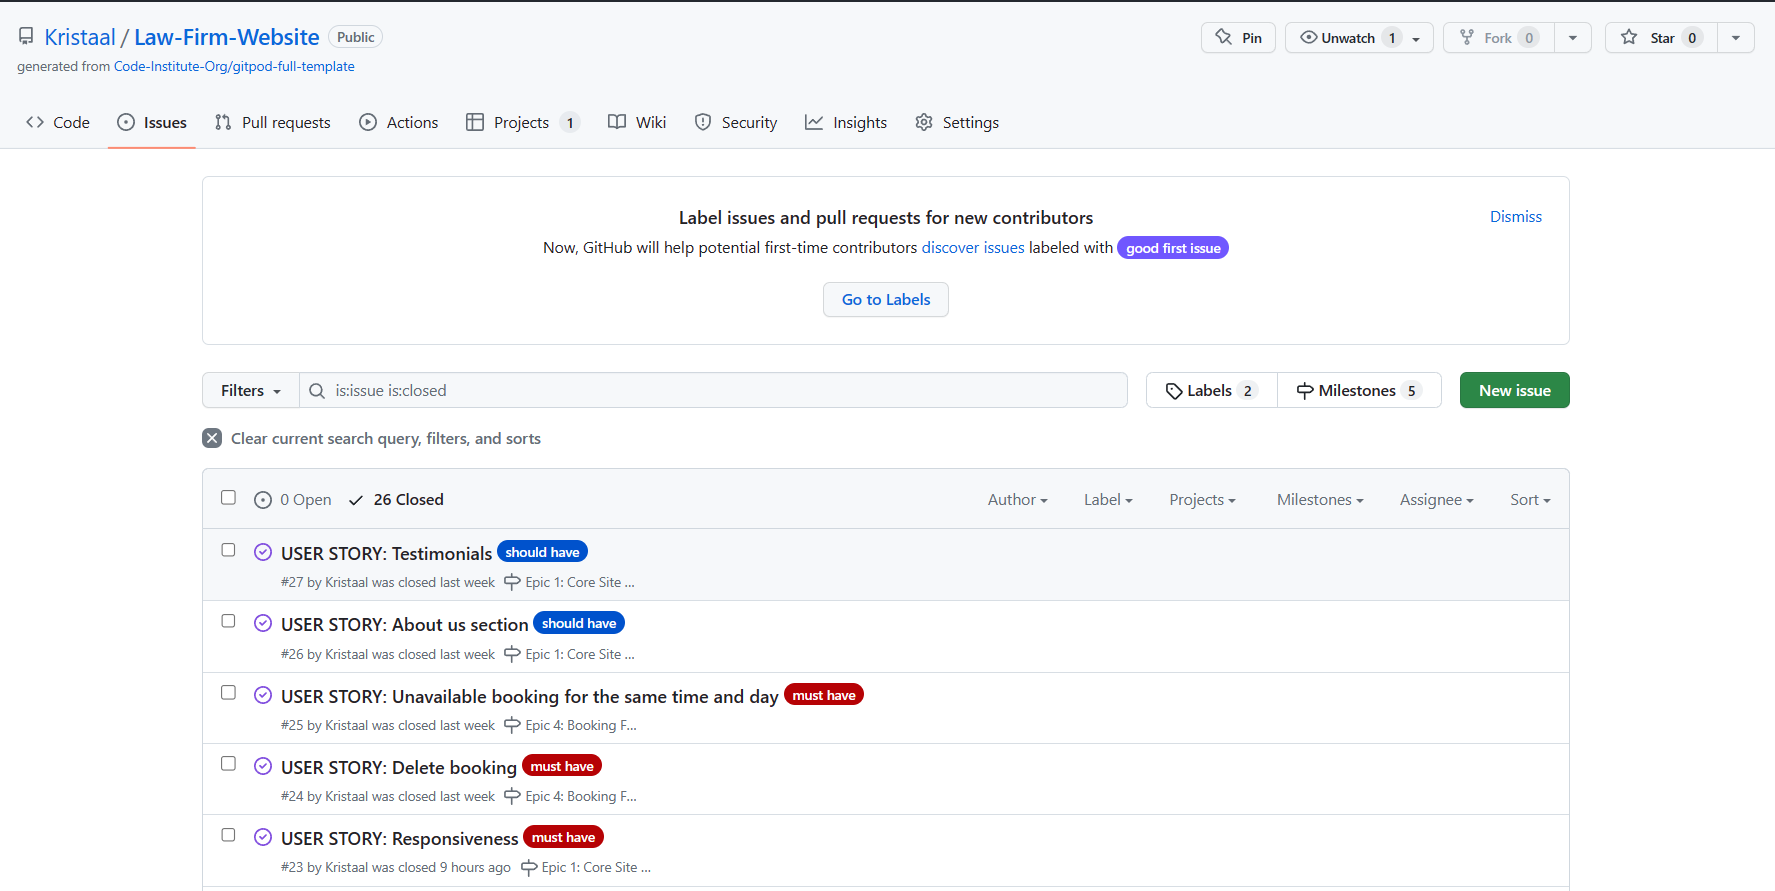 Kristaal / Law-Firm-Website Public
Pin Unwatch 1 Fork 0 Star 0
generated from Code-Institute-Org/gitpod-full-template
Code Issues Pull requests Actions Projects 1 Wiki Security Insights Settings
Label issues and pull requests for new contributors
Dismiss
Now, GitHub will help potential first-time contributors discover issues labeled with good first issue
Go to Labels
Filters is:issue is:closed Labels 2 Milestones 5 New issue
Clear current search query, filters, and sorts
0 Open 26 Closed Author Label Projects Milestones Assignee Sort
USER STORY: Testimonials should have
#27 by Kristaal was closed last week Epic 1: Core Site ...
USER STORY: About us section should have
#26 by Kristaal was closed last week Epic 1: Core Site ...
USER STORY: Unavailable booking for the same time and day must have
#25 by Kristaal was closed last week Epic 4: Booking F...
USER STORY: Delete booking must have
#24 by Kristaal was closed last week Epic 4: Booking F...
USER STORY: Responsiveness must have
#23 by Kristaal was closed 9 hours ago Epic 1: Core Site ...